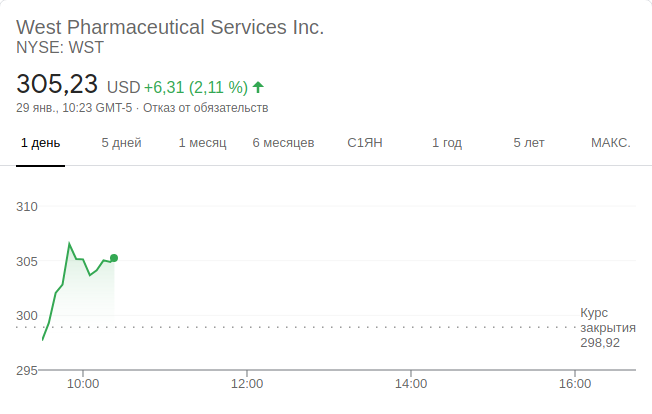 West Pharmaceutical Services Inc.
NYSE: WST
305,23 USD +6,31 (2,11 %)
29 янв., 10:23 GMT-5 · Отказ от обязательств
1 день 5 дней 1 месяц 6 месяцев С1ЯН 1 год 5 лет МАКС.
310
305
300
Курс
закрытия
298,92
295
10:00 12:00 14:00 16:00